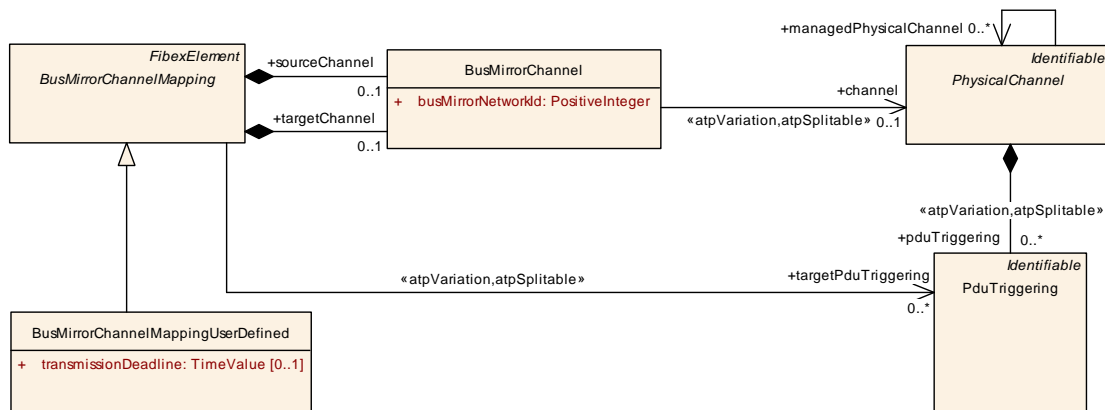 +managedPhysicalChannel 0..*
FibexElement
BusMirrorChannelMapping
+sourceChannel
0..1
BusMirrorChannel
+ busMirrorNetworkId: PositiveInteger
+channel
«atpVariation,atpSplitable» 0..1
Identifiable
PhysicalChannel
+targetChannel
0..1
«atpVariation,atpSplitable»
+pduTriggering 0..*
«atpVariation,atpSplitable»
+targetPduTriggering
0..*
Identifiable
PduTriggering
BusMirrorChannelMappingUserDefined
+ transmissionDeadline: TimeValue [0..1]